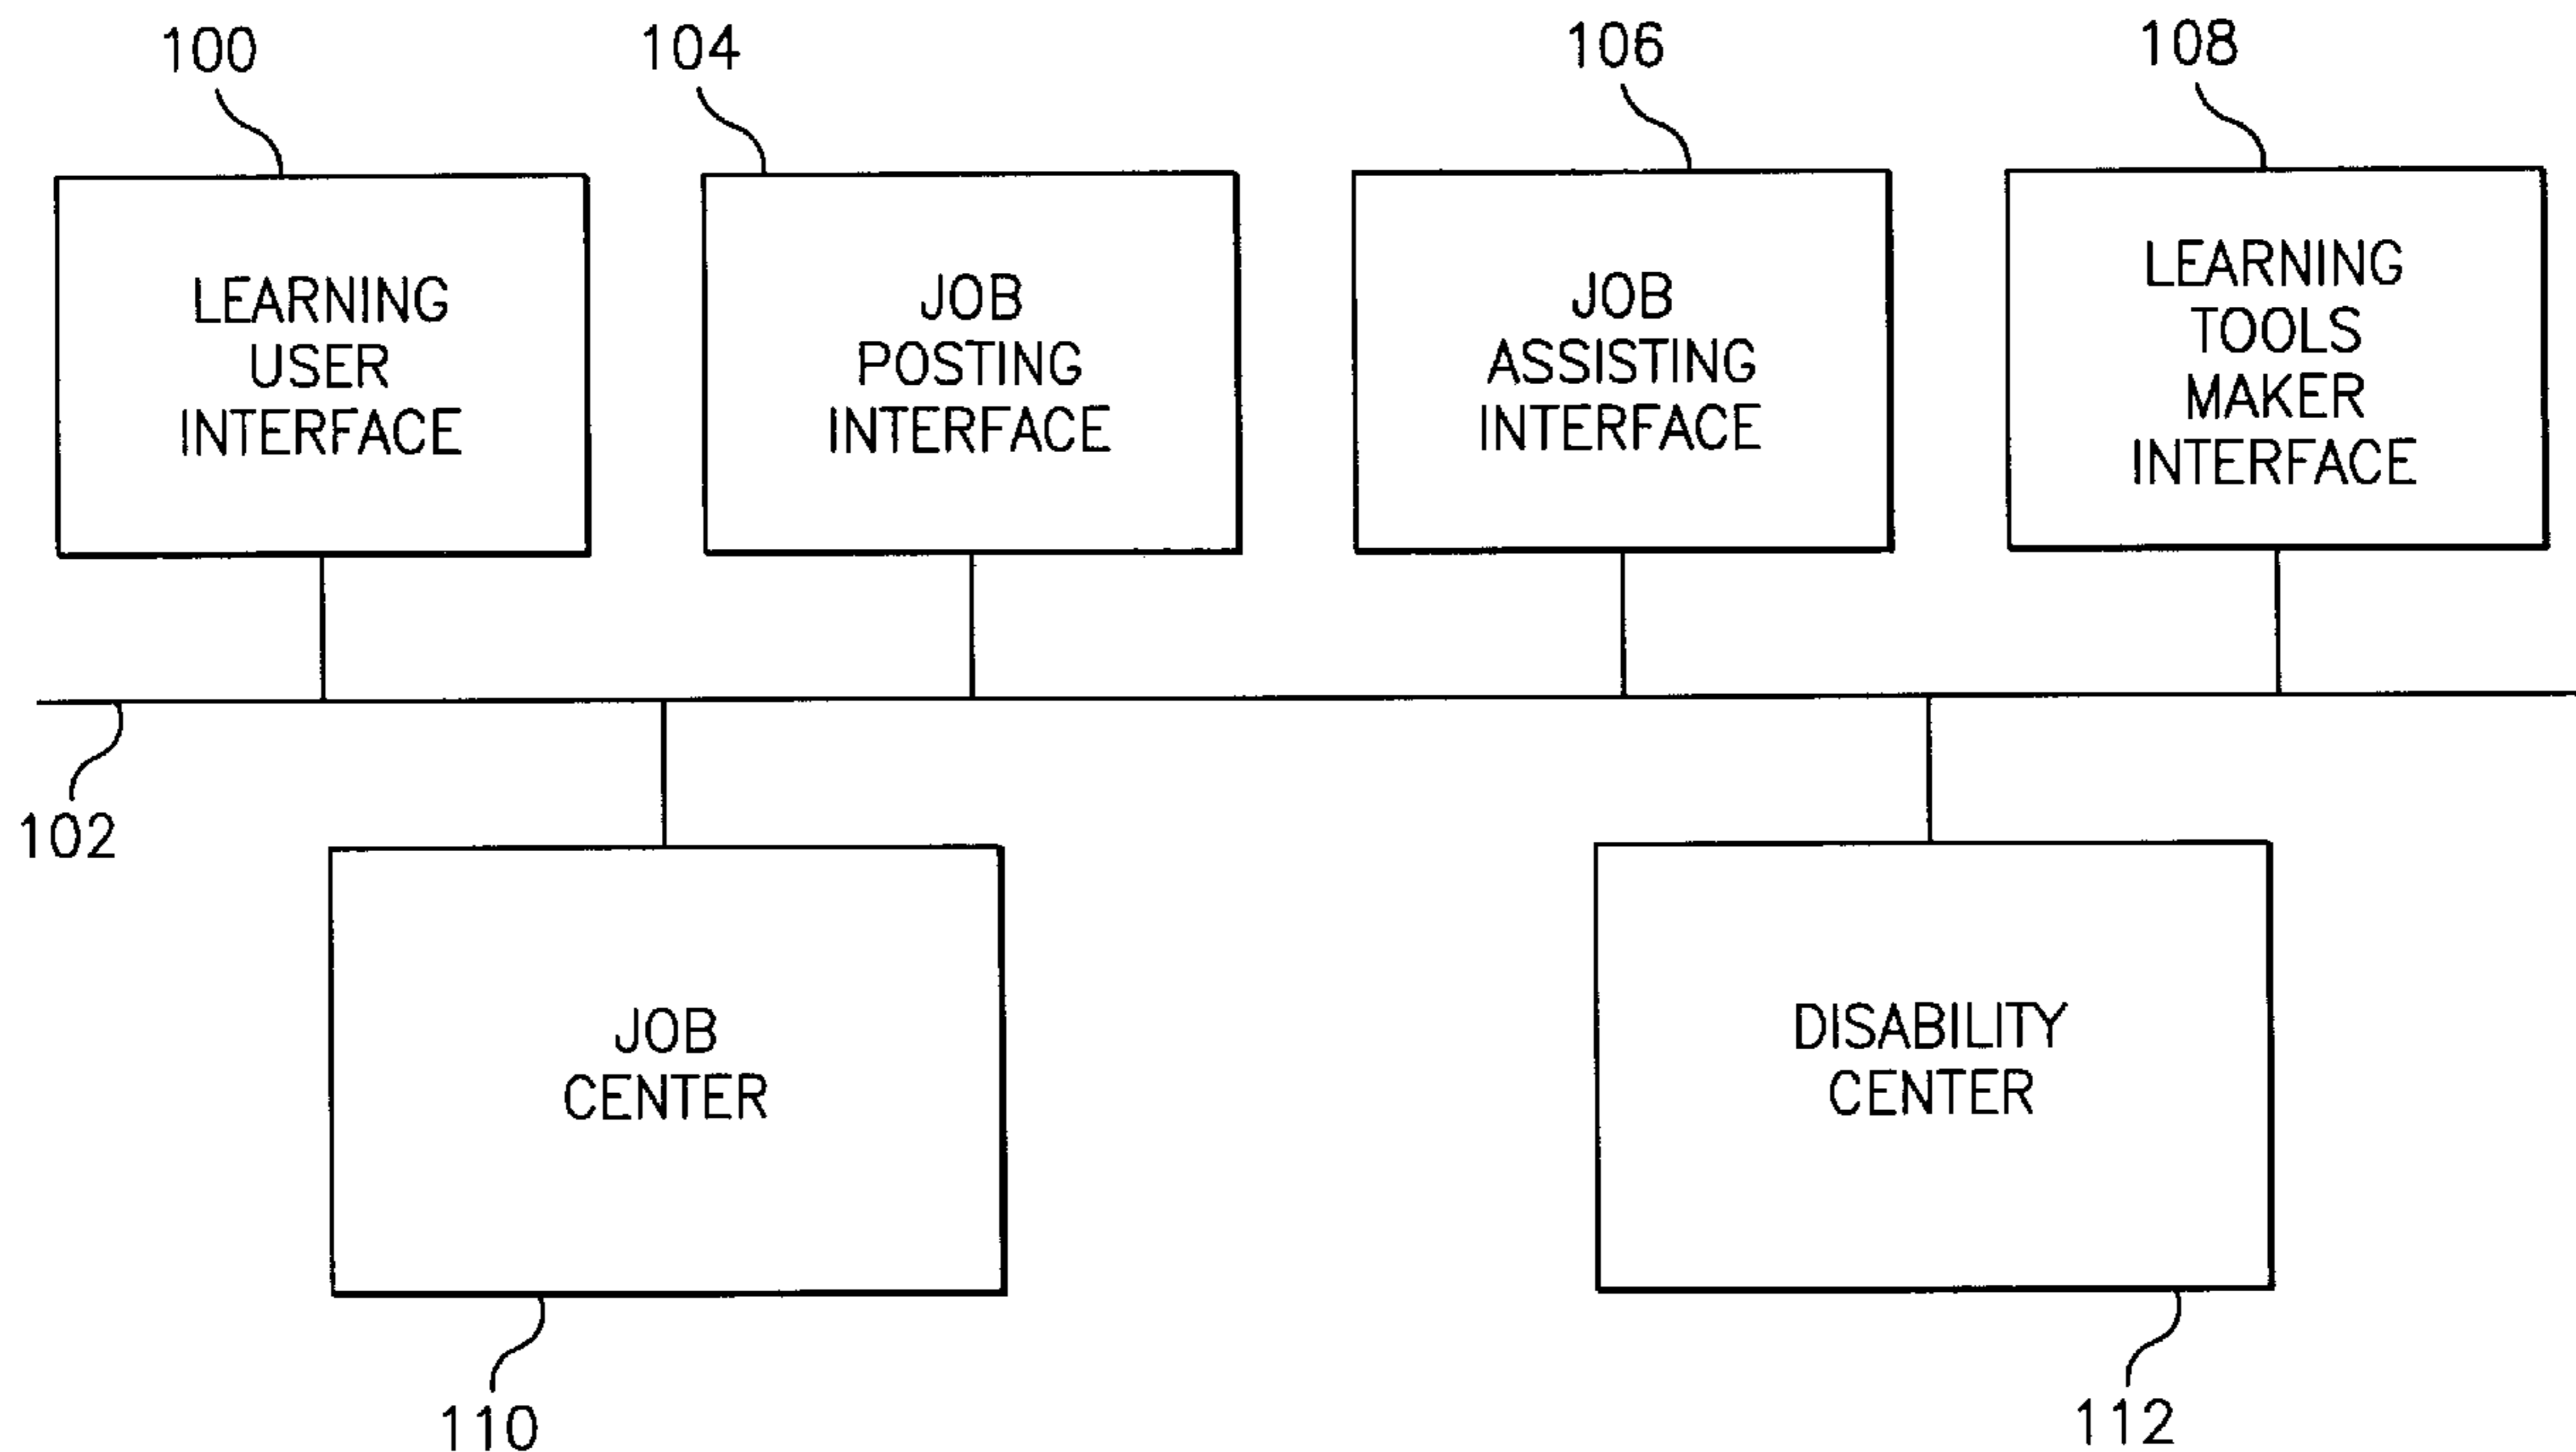 100
104
106
108
LEARNING
USER
INTERFACE
JOB
POSTING
INTERFACE
JOB
ASSISTING
INTERFACE
LEARNING
TOOLS
MAKER
INTERFACE
102
JOB
CENTER
DISABILITY
CENTER
110
112